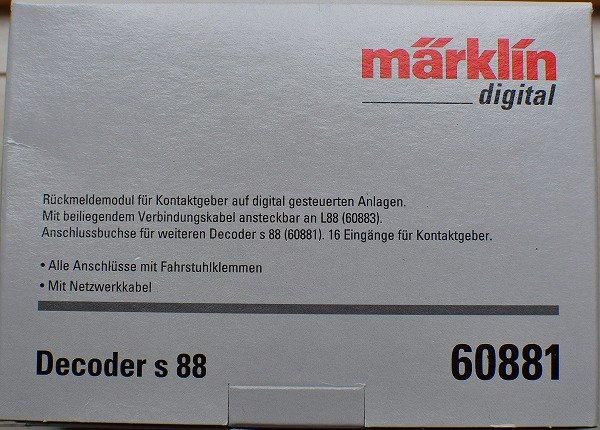 märklin
digital
Rückmeldemodul für Kontaktgeber auf digital gesteuerten Anlagen.
Mit beiliegendem Verbindungskabel ansteckbar an L88 (60883).
Anschlussbuchse für weiteren Decoder s 88 (60881). 16 Eingänge für Kontaktgeber.
• Alle Anschlüsse mit Fahrstuhlklemmen
• Mit Netzwerkkabel
Decoder s 88
60881